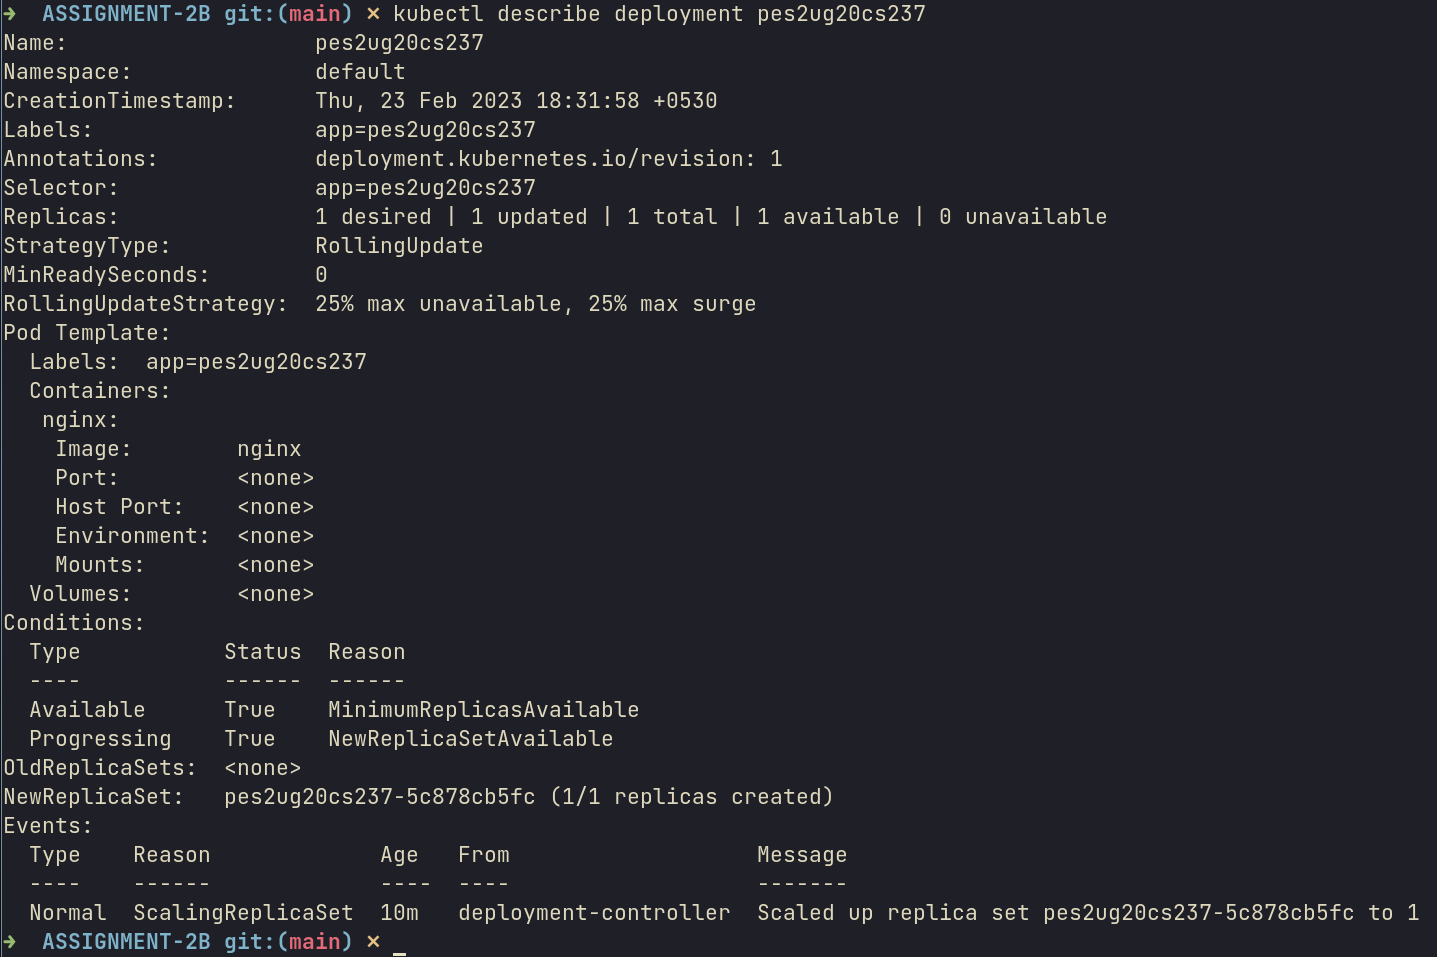 ➜  ASSIGNMENT-2B git:(main) ✗ kubectl describe deployment pes2ug20cs237
Name:                   pes2ug20cs237
Namespace:              default
CreationTimestamp:      Thu, 23 Feb 2023 18:31:58 +0530
Labels:                 app=pes2ug20cs237
Annotations:            deployment.kubernetes.io/revision: 1
Selector:               app=pes2ug20cs237
Replicas:               1 desired | 1 updated | 1 total | 1 available | 0 unavailable
StrategyType:           RollingUpdate
MinReadySeconds:        0
RollingUpdateStrategy:  25% max unavailable, 25% max surge
Pod Template:
  Labels:  app=pes2ug20cs237
  Containers:
   nginx:
    Image:        nginx
    Port:         <none>
    Host Port:    <none>
    Environment:  <none>
    Mounts:       <none>
  Volumes:        <none>
Conditions:
  Type           Status  Reason
  ----           ------  ------
  Available      True    MinimumReplicasAvailable
  Progressing    True    NewReplicaSetAvailable
OldReplicaSets:  <none>
NewReplicaSet:   pes2ug20cs237-5c878cb5fc (1/1 replicas created)
Events:
  Type    Reason             Age   From                   Message
  ----    ------             ----  ----                   -------
  Normal  ScalingReplicaSet  10m   deployment-controller  Scaled up replica set pes2ug20cs237-5c878cb5fc to 1
➜  ASSIGNMENT-2B git:(main) ✗